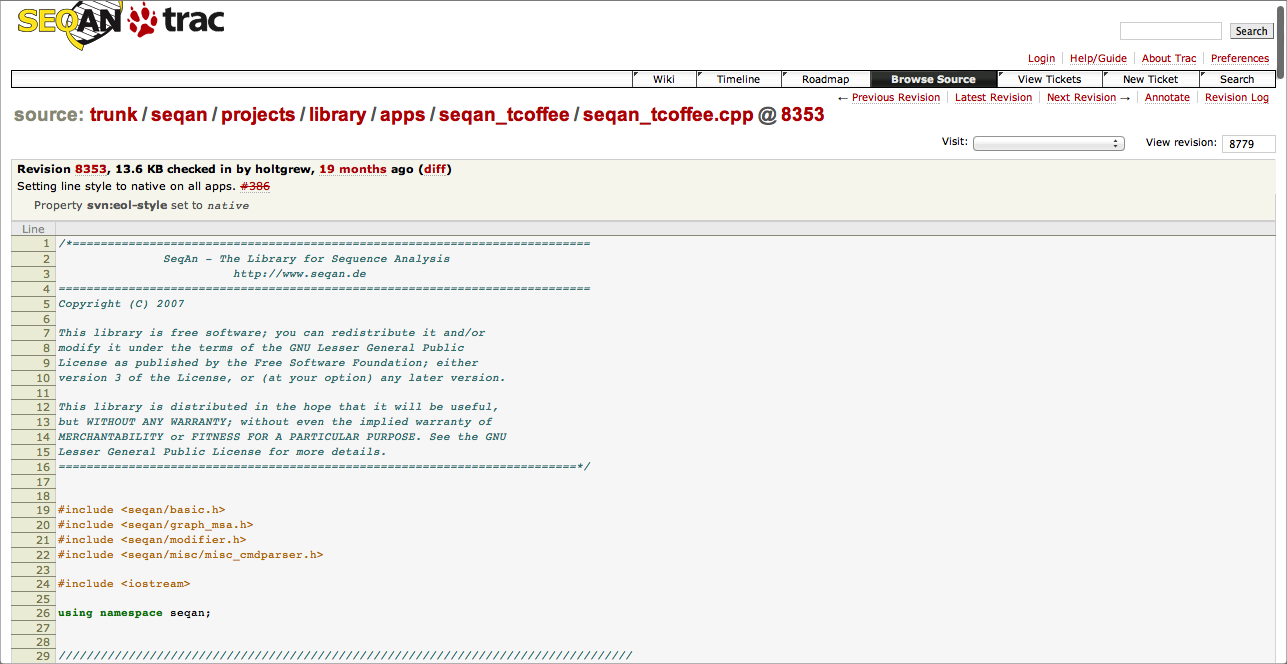 SEQAN trac
Search
Login Help/Guide About Trac Preferences
Wiki Timeline Roadmap Browse Source View Tickets New Ticket Search
← Previous Revision Latest Revision Next Revision → Annotate Revision Log
source: trunk / seqan / projects / library / apps / seqan_tcoffee / seqan_tcoffee.cpp @ 8353
Visit: View revision: 8779
Revision 8353, 13.6 KB checked in by holtgrew, 19 months ago (diff)
Setting line style to native on all apps. #386
Property svn:eol-style set to native
Line
1 /*==========================================================================
2 SeqAn - The Library for Sequence Analysis
3 http://www.seqan.de
4 ============================================================================
5 Copyright (C) 2007
6
7 This library is free software; you can redistribute it and/or
8 modify it under the terms of the GNU Lesser General Public
9 License as published by the Free Software Foundation; either
10 version 3 of the License, or (at your option) any later version.
11
12 This library is distributed in the hope that it will be useful,
13 but WITHOUT ANY WARRANTY; without even the implied warranty of
14 MERCHANTABILITY or FITNESS FOR A PARTICULAR PURPOSE. See the GNU
15 Lesser General Public License for more details.
16 ==========================================================================*/
17
18
19 #include <seqan/basic.h>
20 #include <seqan/graph_msa.h>
21 #include <seqan/modifier.h>
22 #include <seqan/misc/misc_cmdparser.h>
23
24 #include <iostream>
25
26 using namespace seqan;
27
28
29 //////////////////////////////////////////////////////////////////////////////////